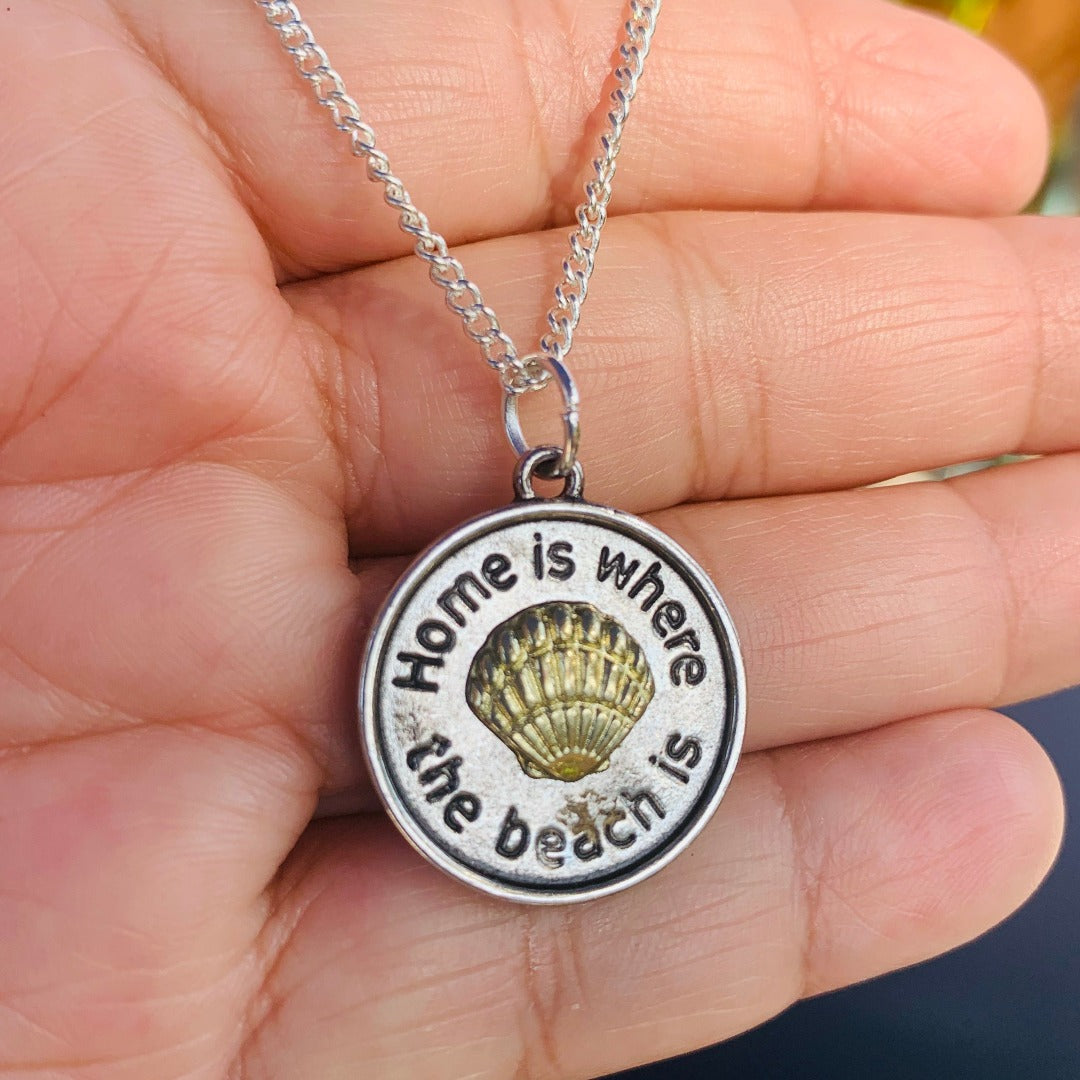 Home is where
the beach is